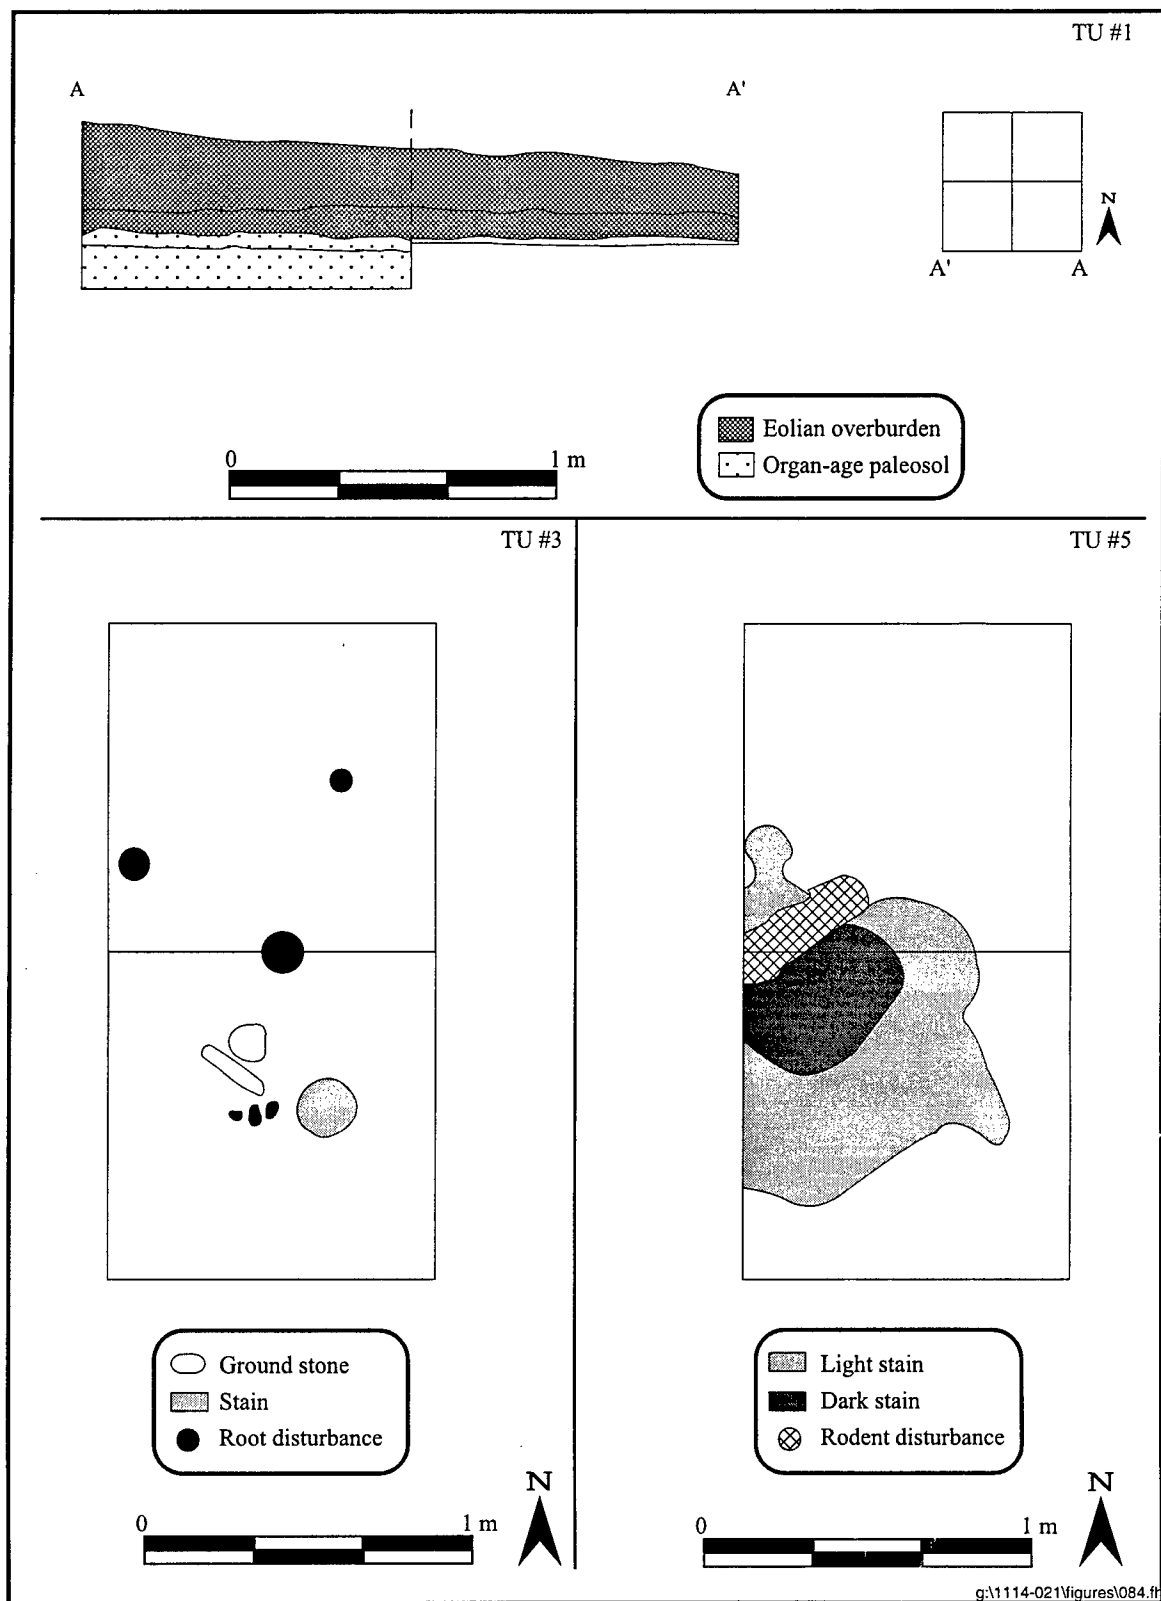 TU #1
A A'
N
A' A
Eolian overburden
Organ-age paleosol
0 1 m
TU #3
TU #5
Ground stone
Stain
Root disturbance
Light stain
Dark stain
Rodent disturbance
N
0 1 m
N
0 1 m
g:\1114-021\figures\084.fh